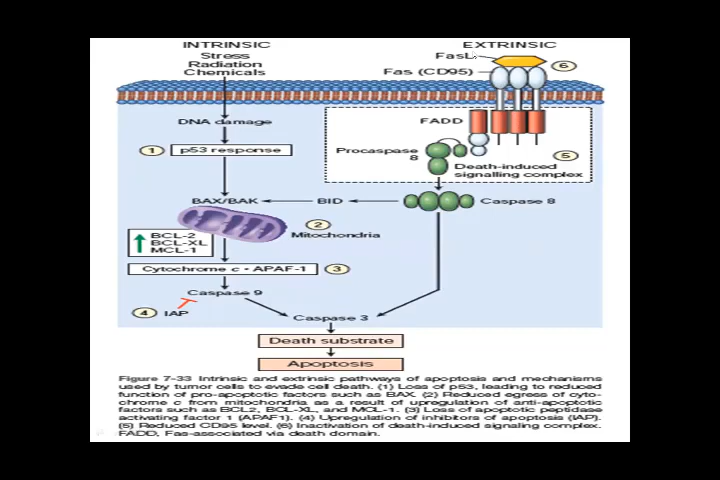 INTRINSIC
Stress
Radiation
Chemicals
EXTRINSIC
FasL
6
Fas (CD95)
DNA damage
FADD
1
p53 response
Procaspase
8
5
Death-induced
signalling complex
BAX/BAK
BID
Caspase 8
2
Mitochondria
BCL-2
BCL-XL
MCL-1
Cytochrome c • APAF-1
3
Caspase 9
4
IAP
Caspase 3
Death substrate
Apoptosis
Figure 7-33 Intrinsic and extrinsic pathways of apoptosis and mechanisms
used by tumor cells to evade cell death. (1) Loss of p53, leading to reduced
function of pro-apoptotic factors such as BAX. (2) Reduced egress of cyto-
chrome c from mitochondria as a result of upregulation of anti-apoptotic
factors such as BCL2, BCL-XL, and MCL-1. (3) Loss of apoptotic peptidase
activating factor 1 (APAF1). (4) Upregulation of inhibitors of apoptosis (IAP).
(5) Reduced CD95 level. (6) Inactivation of death-induced signaling complex.
FADD, Fas-associated via death domain.